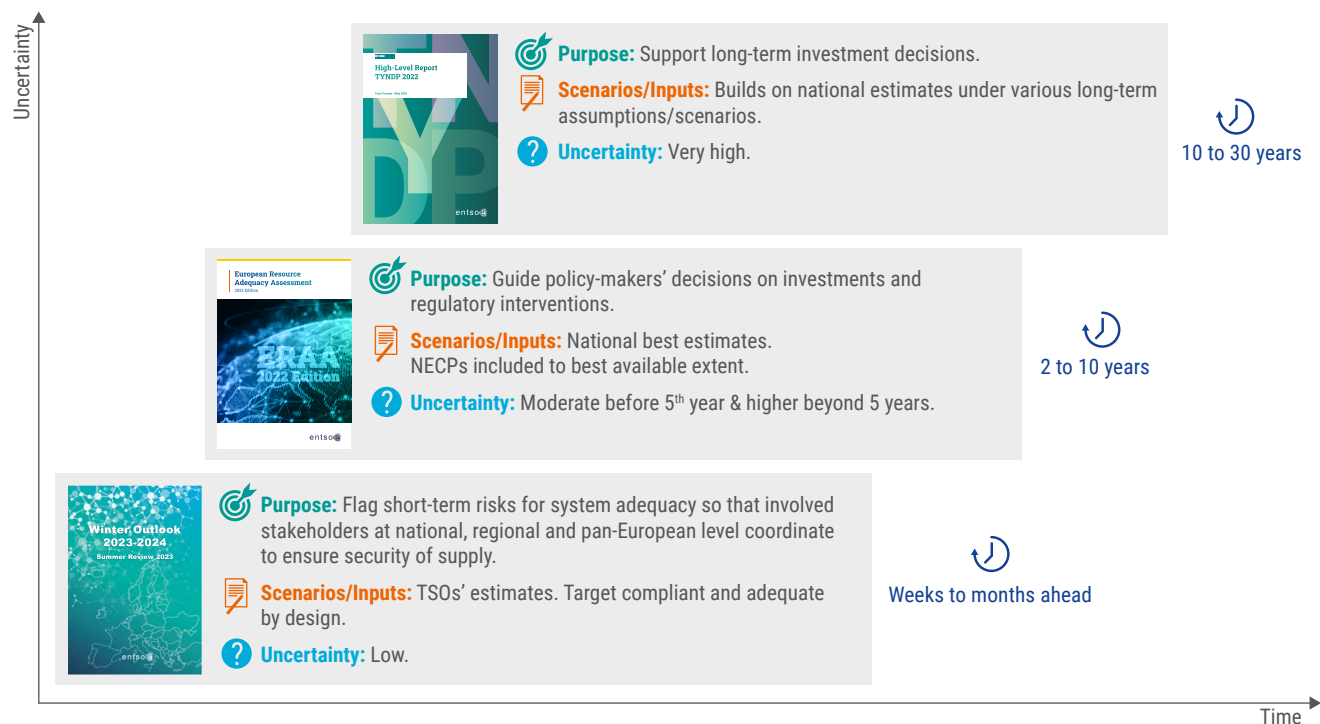 Uncertainty
High-Level Report
TYNDP 2022
entsoe
Purpose: Support long-term investment decisions.
Scenarios/Inputs: Builds on national estimates under various long-term
assumptions/scenarios.
? Uncertainty: Very high.
10 to 30 years
European Resource
Adequacy Assessment
2022 Edition
ERAA
2022 Edition
entsoe
Purpose: Guide policy-makers’ decisions on investments and
regulatory interventions.
Scenarios/Inputs: National best estimates.
NECPs included to best available extent.
? Uncertainty: Moderate before 5th year & higher beyond 5 years.
2 to 10 years
Winter Outlook
2023-2024
Summer Review 2023
entsoe
Purpose: Flag short-term risks for system adequacy so that involved
stakeholders at national, regional and pan-European level coordinate
to ensure security of supply.
Scenarios/Inputs: TSOs’ estimates. Target compliant and adequate
by design.
? Uncertainty: Low.
Weeks to months ahead
Time